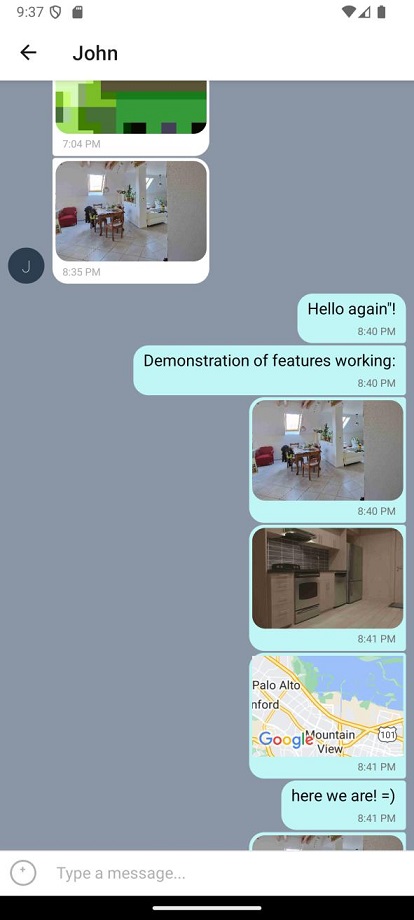 9:37
John
7:04 PM
8:35 PM
J
Hello again"!
8:40 PM
Demonstration of features working:
8:40 PM
8:40 PM
8:41 PM
Palo Alto
nford
Google
Mountain
View
101
8:41 PM
here we are! =)
8:41 PM
Type a message...